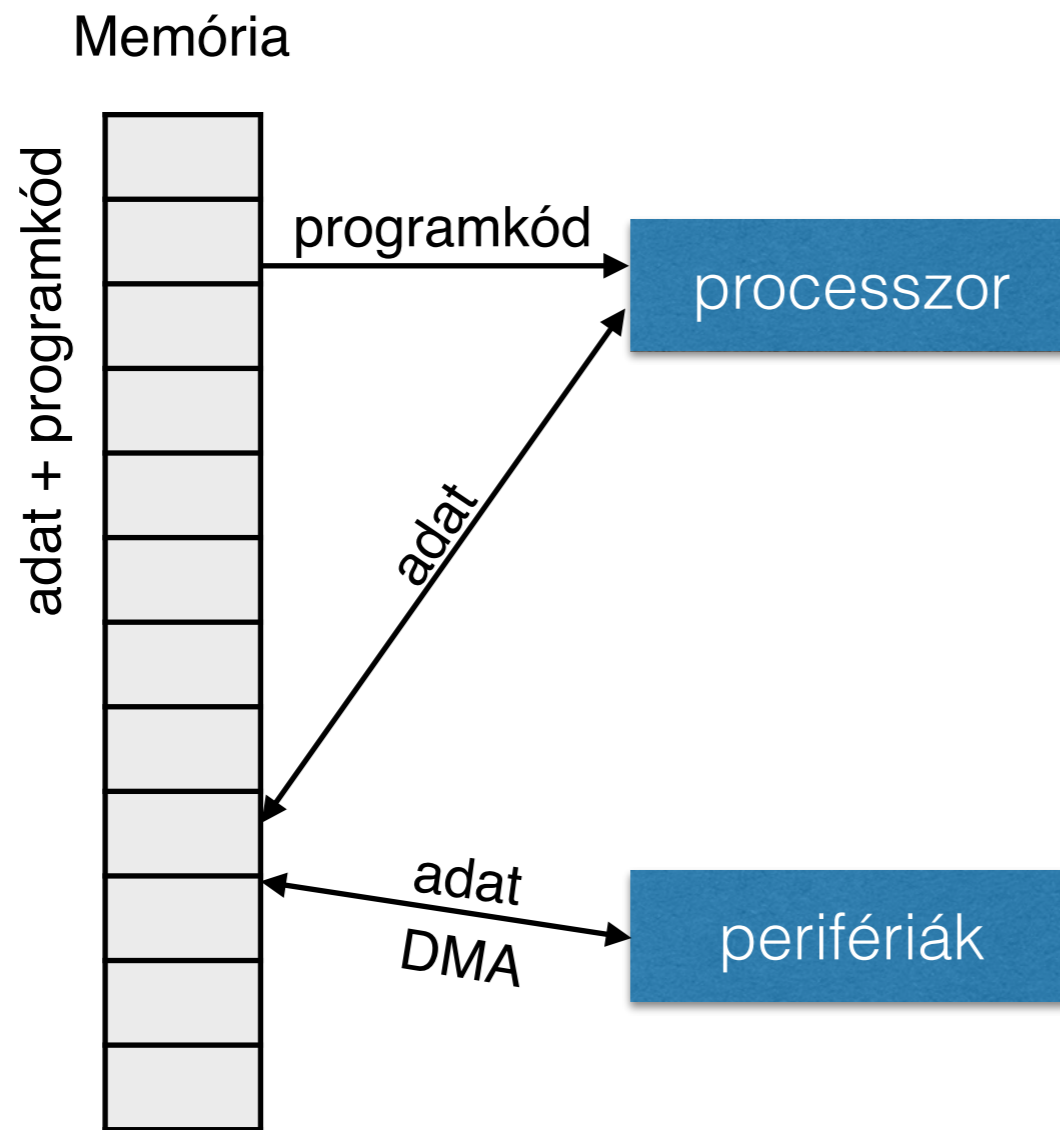 Memória
adat + programkód
programkód
processzor
adat
adat
DMA
perifériák